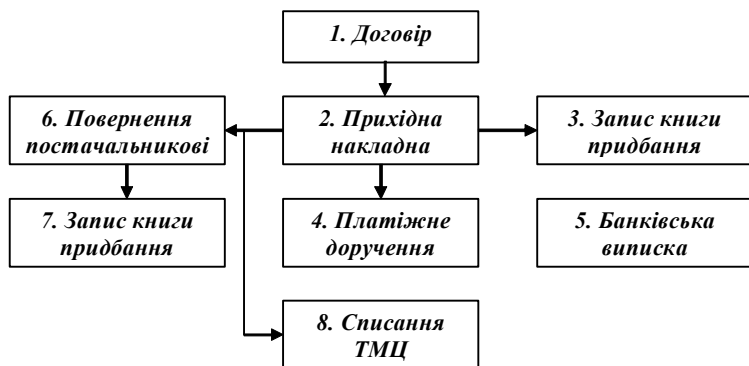 1. Договір
6. Повернення
постачальникові
2. Прихідна
накладна
3. Запис книги
придбання
7. Запис книги
придбання
4. Платіжне
доручення
5. Банківська
виписка
8. Списання
ТМЦ